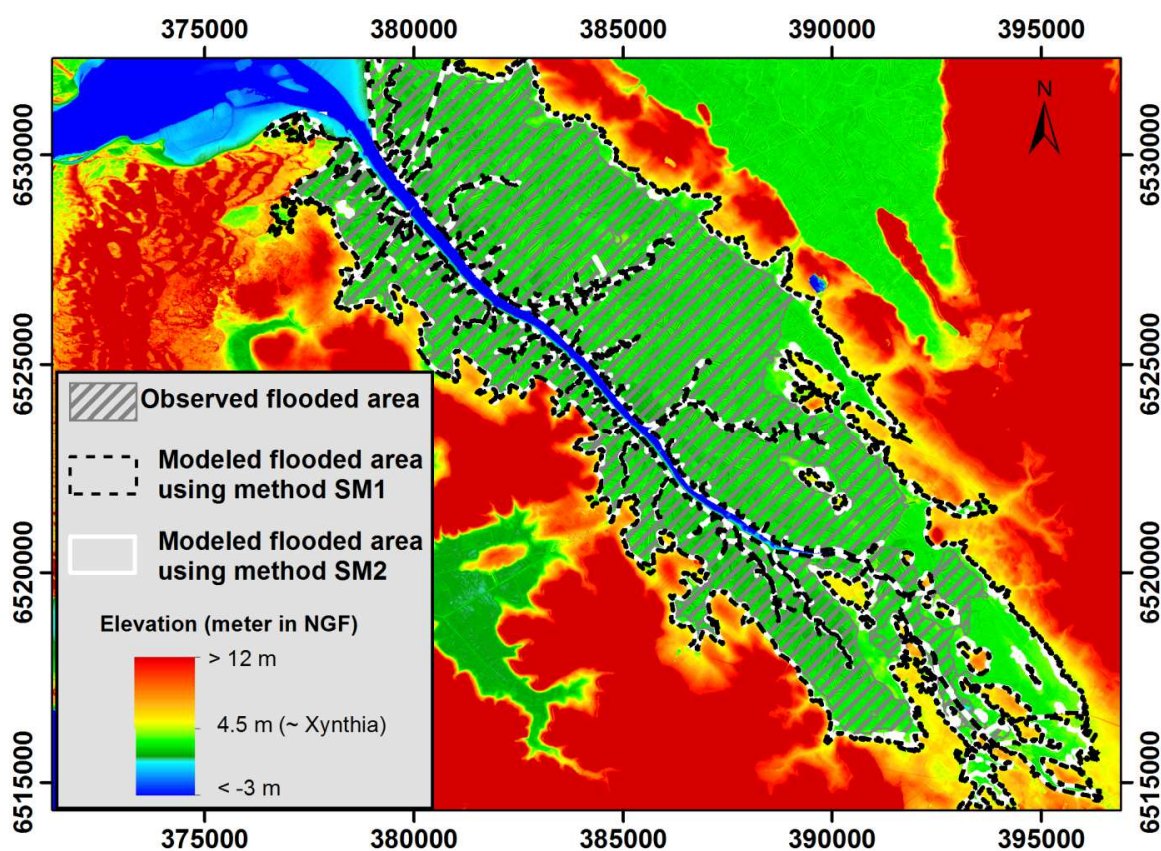 375000 380000 385000 390000 395000
N
6530000 6530000
6525000 6525000
Observed flooded area
Modeled flooded area
using method SM1
Modeled flooded area
using method SM2
6520000 6520000
Elevation (meter in NGF)
> 12 m
4.5 m (~ Xynthia)
< -3 m
6515000 6515000
375000 380000 385000 390000 395000